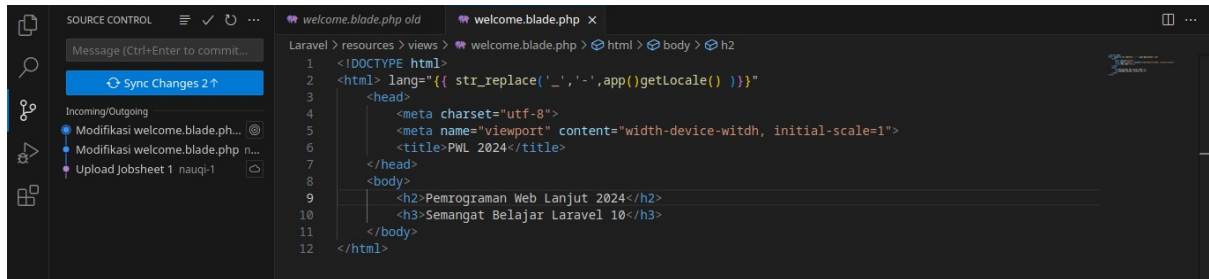 SOURCE CONTROL
Message (Ctrl+Enter to commit...
Sync Changes 2↑
Incoming/Outgoing
Modifikasi welcome.blade.ph...
Modifikasi welcome.blade.php n...
Upload Jobsheet 1 nauqi-1
welcome.blade.php old
welcome.blade.php ×
Laravel > resources > views > welcome.blade.php > html > body > h2
1 <!DOCTYPE html>
2 <html> lang="{{ str_replace('_','-',app()getLocale() )}}"
3 <head>
4 <meta charset="utf-8">
5 <meta name="viewport" content="width-device-witdh, initial-scale=1">
6 <title>PWL 2024</title>
7 </head>
8 <body>
9 <h2>Pemrograman Web Lanjut 2024</h2>
10 <h3>Semangat Belajar Laravel 10</h3>
11 </body>
12 </html>